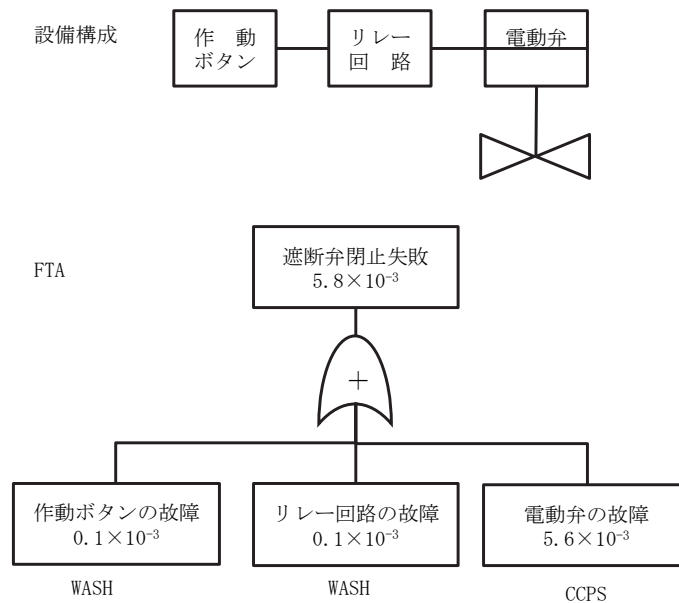 設備構成
作 動
ボタン
リレー
回 路
電動弁
FTA
遮断弁閉止失敗
5.8×10⁻³
+
作動ボタンの故障
0.1×10⁻³
リレー回路の故障
0.1×10⁻³
電動弁の故障
5.6×10⁻³
WASH
WASH
CCPS